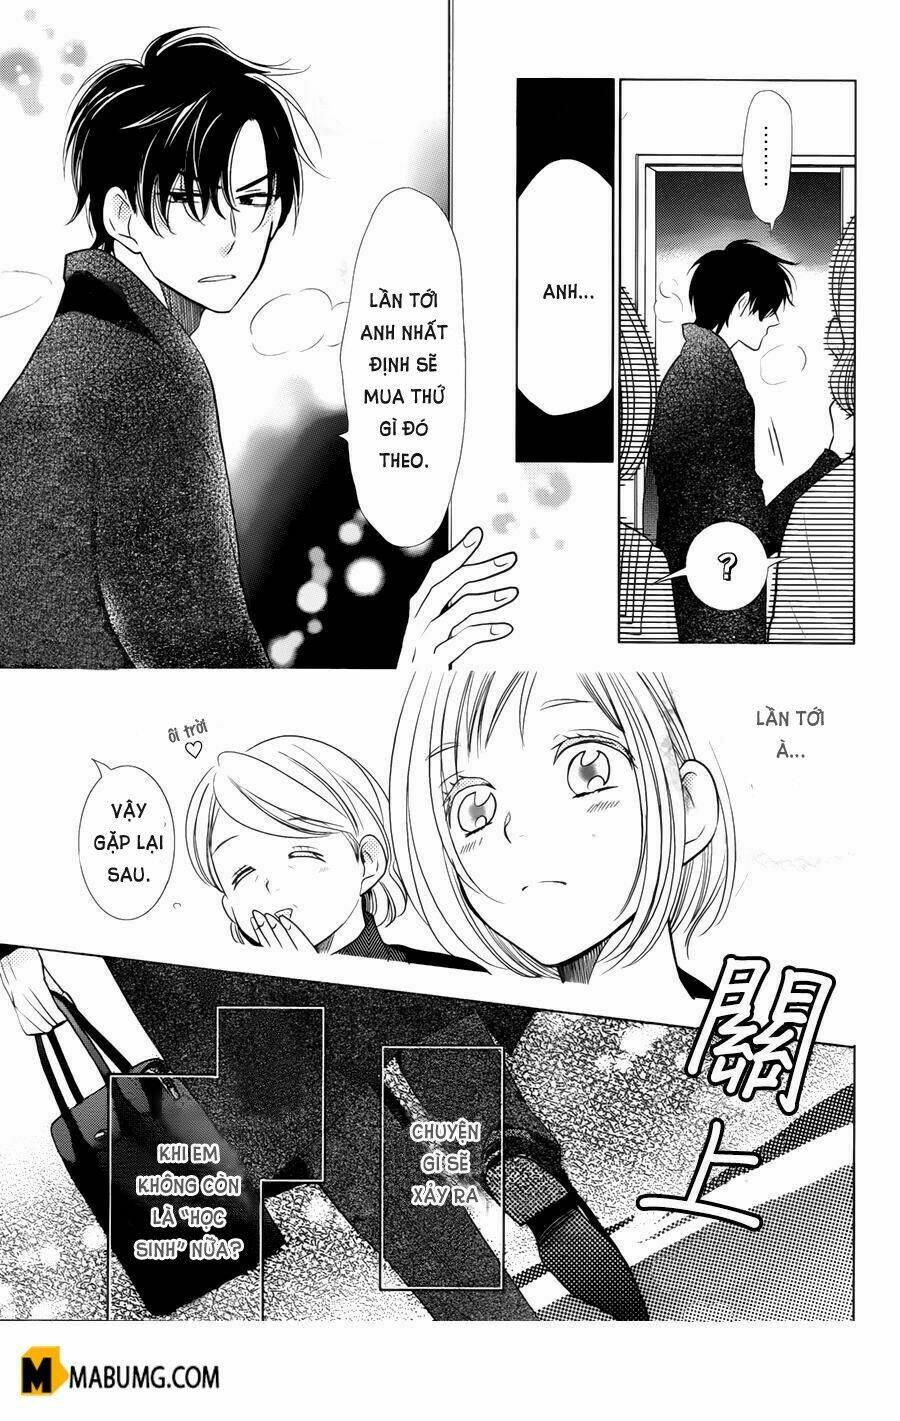 .........
?
ANH...
LẦN TỚI
ANH NHẤT
ĐỊNH SẼ
MUA THỨ
GÌ ĐÓ
THEO.
LẦN TỚI
À...
ôi trời
♡
VẬY
GẶP LẠI
SAU.
關
上
CHUYỆN
GÌ SẼ
XẢY RA
KHI EM
KHÔNG CÒN
LÀ "HỌC
SINH" NỮA?
MABUMG.COM